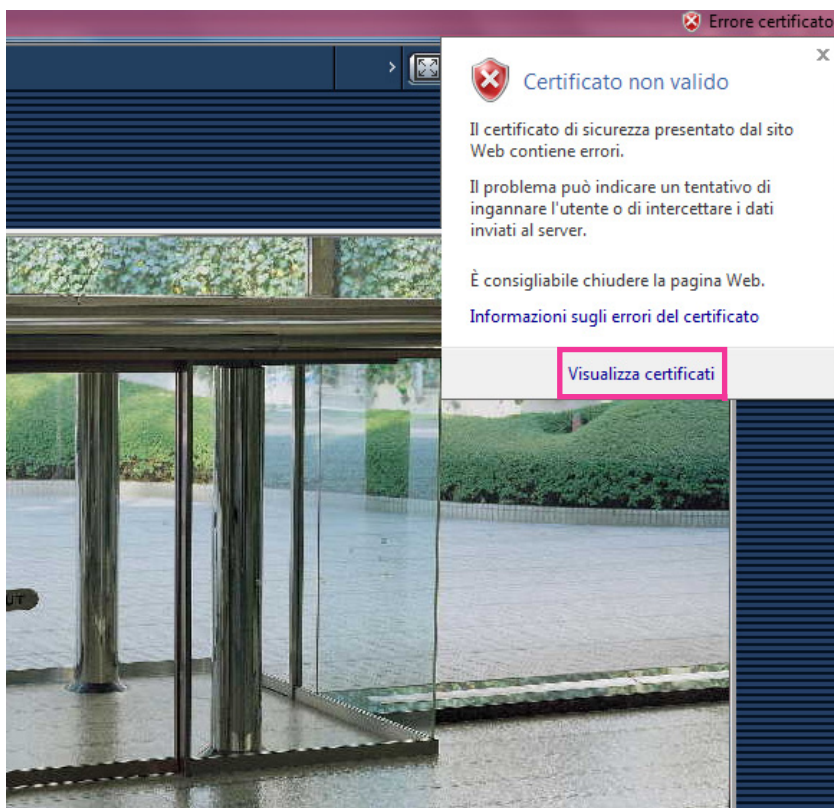 Errore certificato
Certificato non valido
Il certificato di sicurezza presentato dal sito
Web contiene errori.
Il problema può indicare un tentativo di
ingannare l'utente o di intercettare i dati
inviati al server.
È consigliabile chiudere la pagina Web.
Informazioni sugli errori del certificato
Visualizza certificati
UT